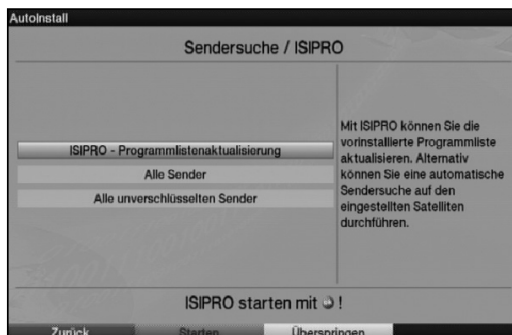 AutoInstall
Sendersuche / ISIPRO
ISIPRO - Programmlistenaktualisierung
Alle Sender
Alle unverschlüsselten Sender
Mit ISIPRO können Sie die
vorinstallierte Programmliste
aktualisieren. Alternativ
können Sie eine automatische
Sendersuche auf den
eingestellten Satelliten
durchführen.
ISIPRO starten mit !
Zurück Starten Überspringen